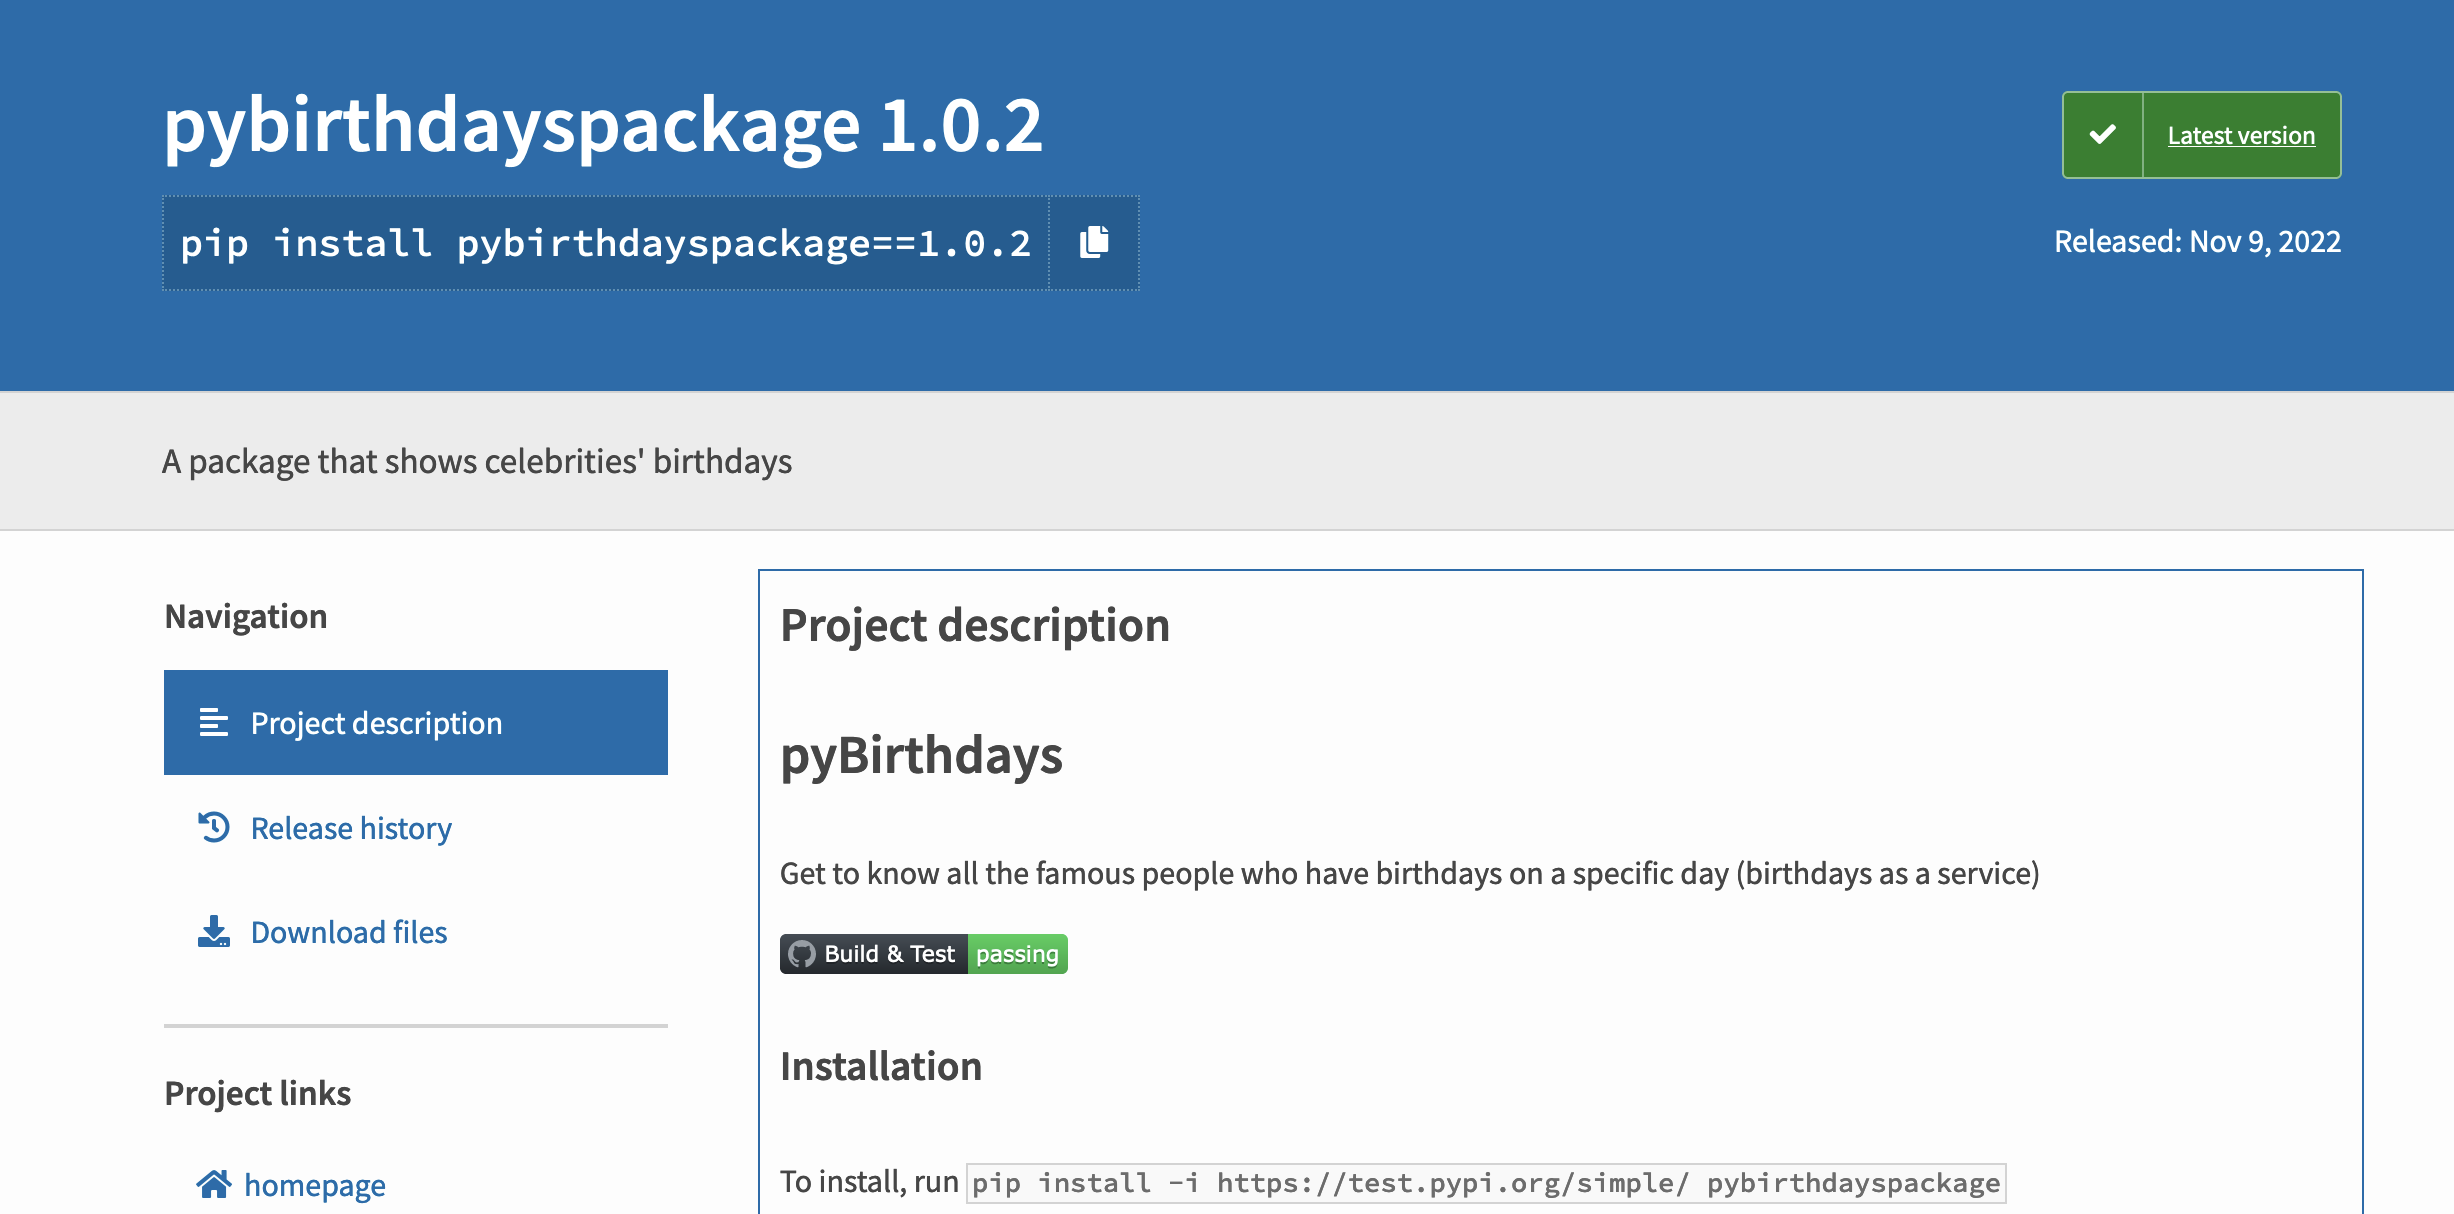 pybirthdayspackage 1.0.2
Latest version
pip install pybirthdayspackage==1.0.2
Released: Nov 9, 2022
A package that shows celebrities' birthdays
Navigation
Project description
Release history
Download files
Project links
homepage
Project description
pyBirthdays
Get to know all the famous people who have birthdays on a specific day (birthdays as a service)
Build & Test passing
Installation
To install, run pip install -i https://test.pypi.org/simple/ pybirthdayspackage